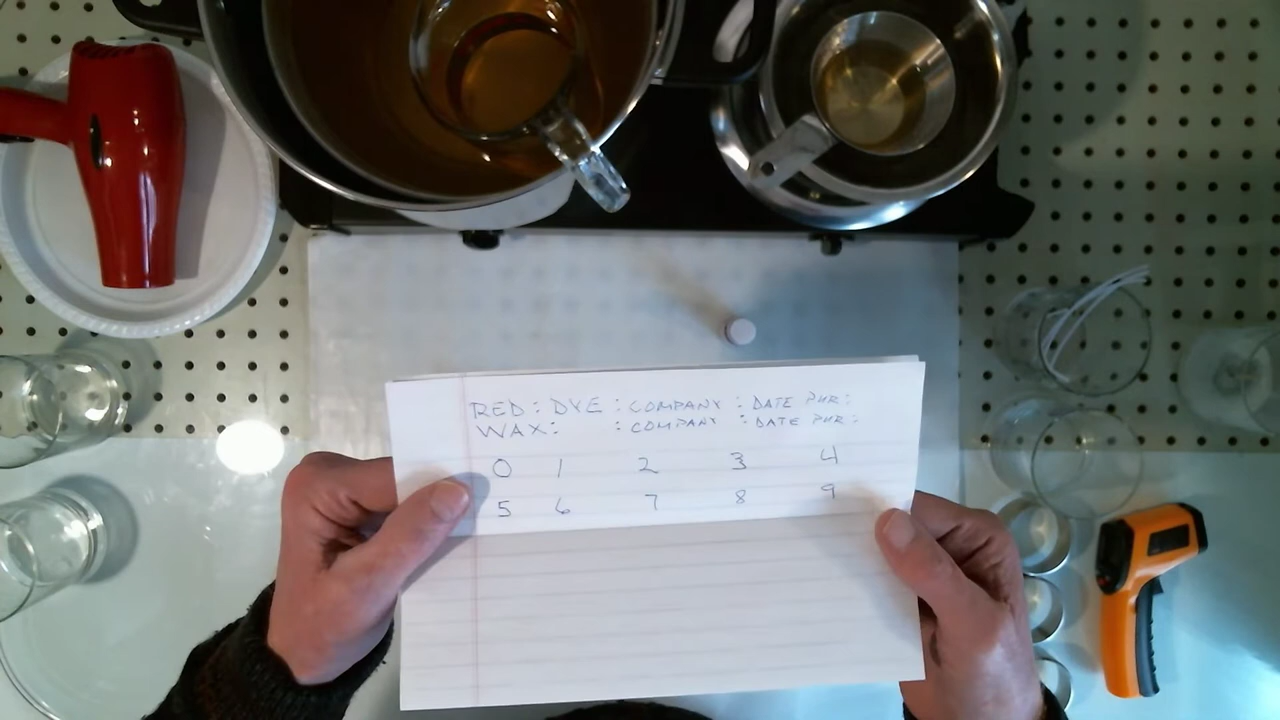 RED: DYE: COMPANY: DATE PUR:
WAX: : COMPANY : DATE PUR:
0 1 2 3 4
5 6 7 8 9